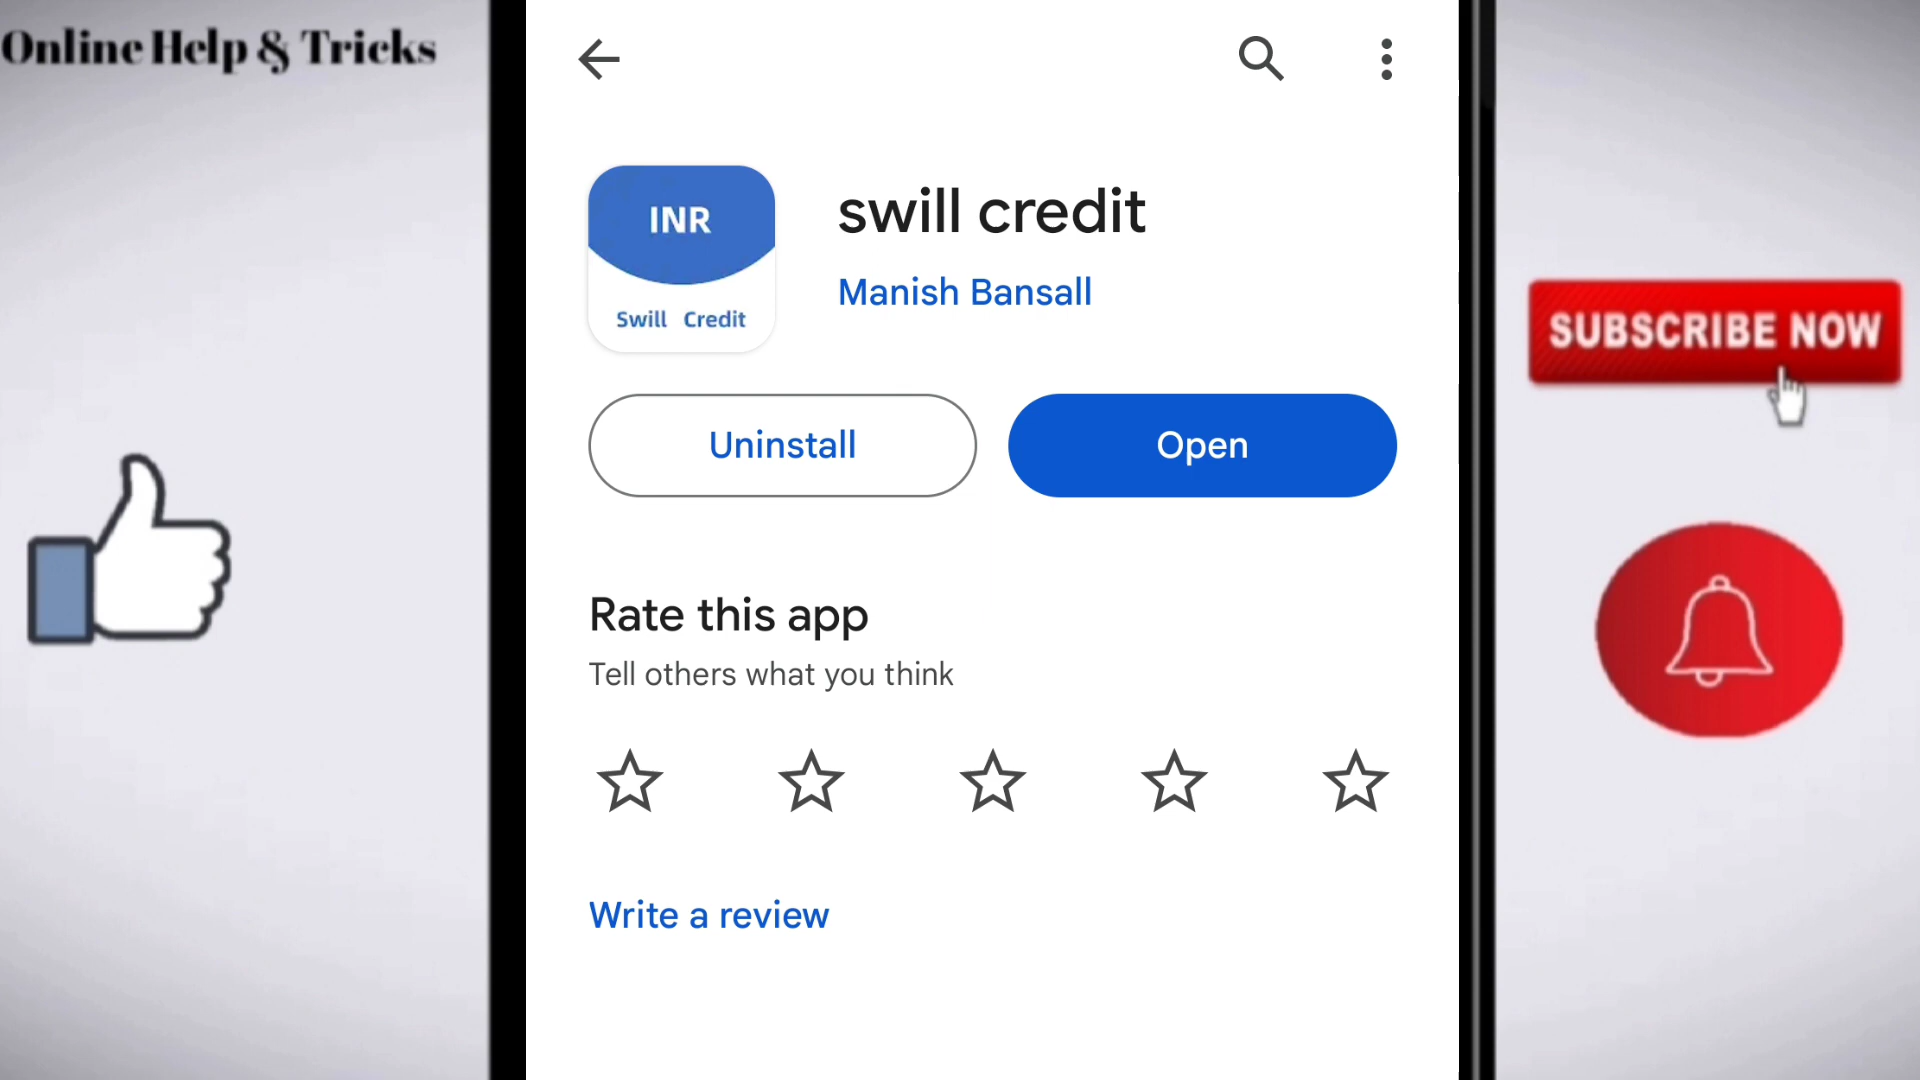 Online Help & Tricks
INR
Swill Credit
swill credit
Manish Bansall
Uninstall
Open
Rate this app
Tell others what you think
Write a review
SUBSCRIBE NOW